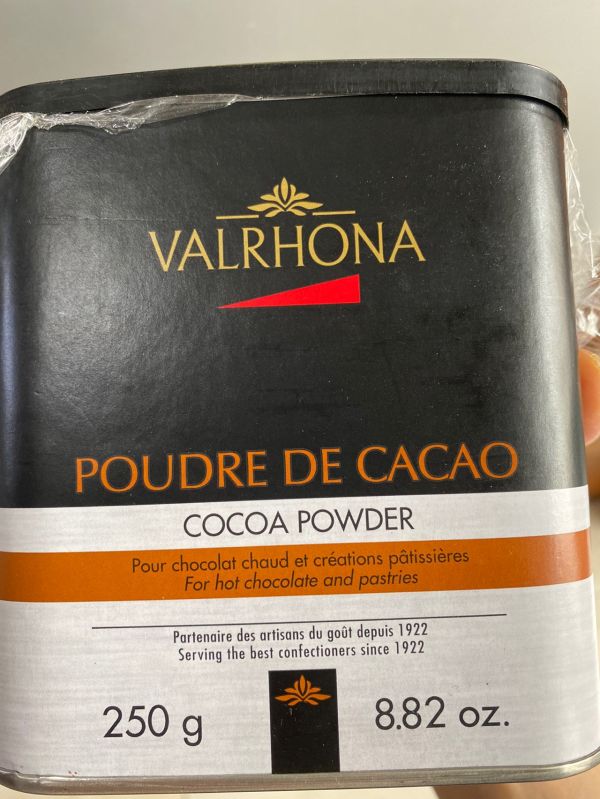 VALRHONA
POUDRE DE CACAO
COCOA POWDER
Pour chocolat chaud et créations pâtissières
For hot chocolate and pastries
Partenaire des artisans du goût depuis 1922
Serving the best confectioners since 1922
250 g
8.82 oz.